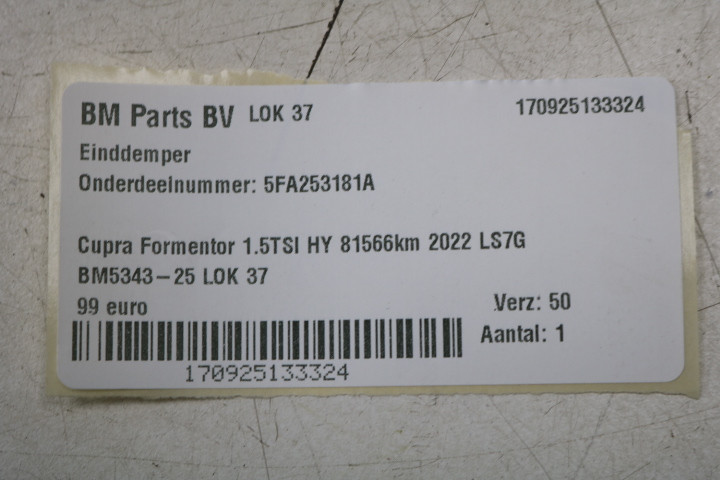 BM Parts BV LOK 37 170925133324
Einddemper
Onderdeelnummer: 5FA253181A
Cupra Formentor 1.5TSI HY 81566km 2022 LS7G
BM5343-25 LOK 37
99 euro Verz: 50
Aantal: 1
170925133324